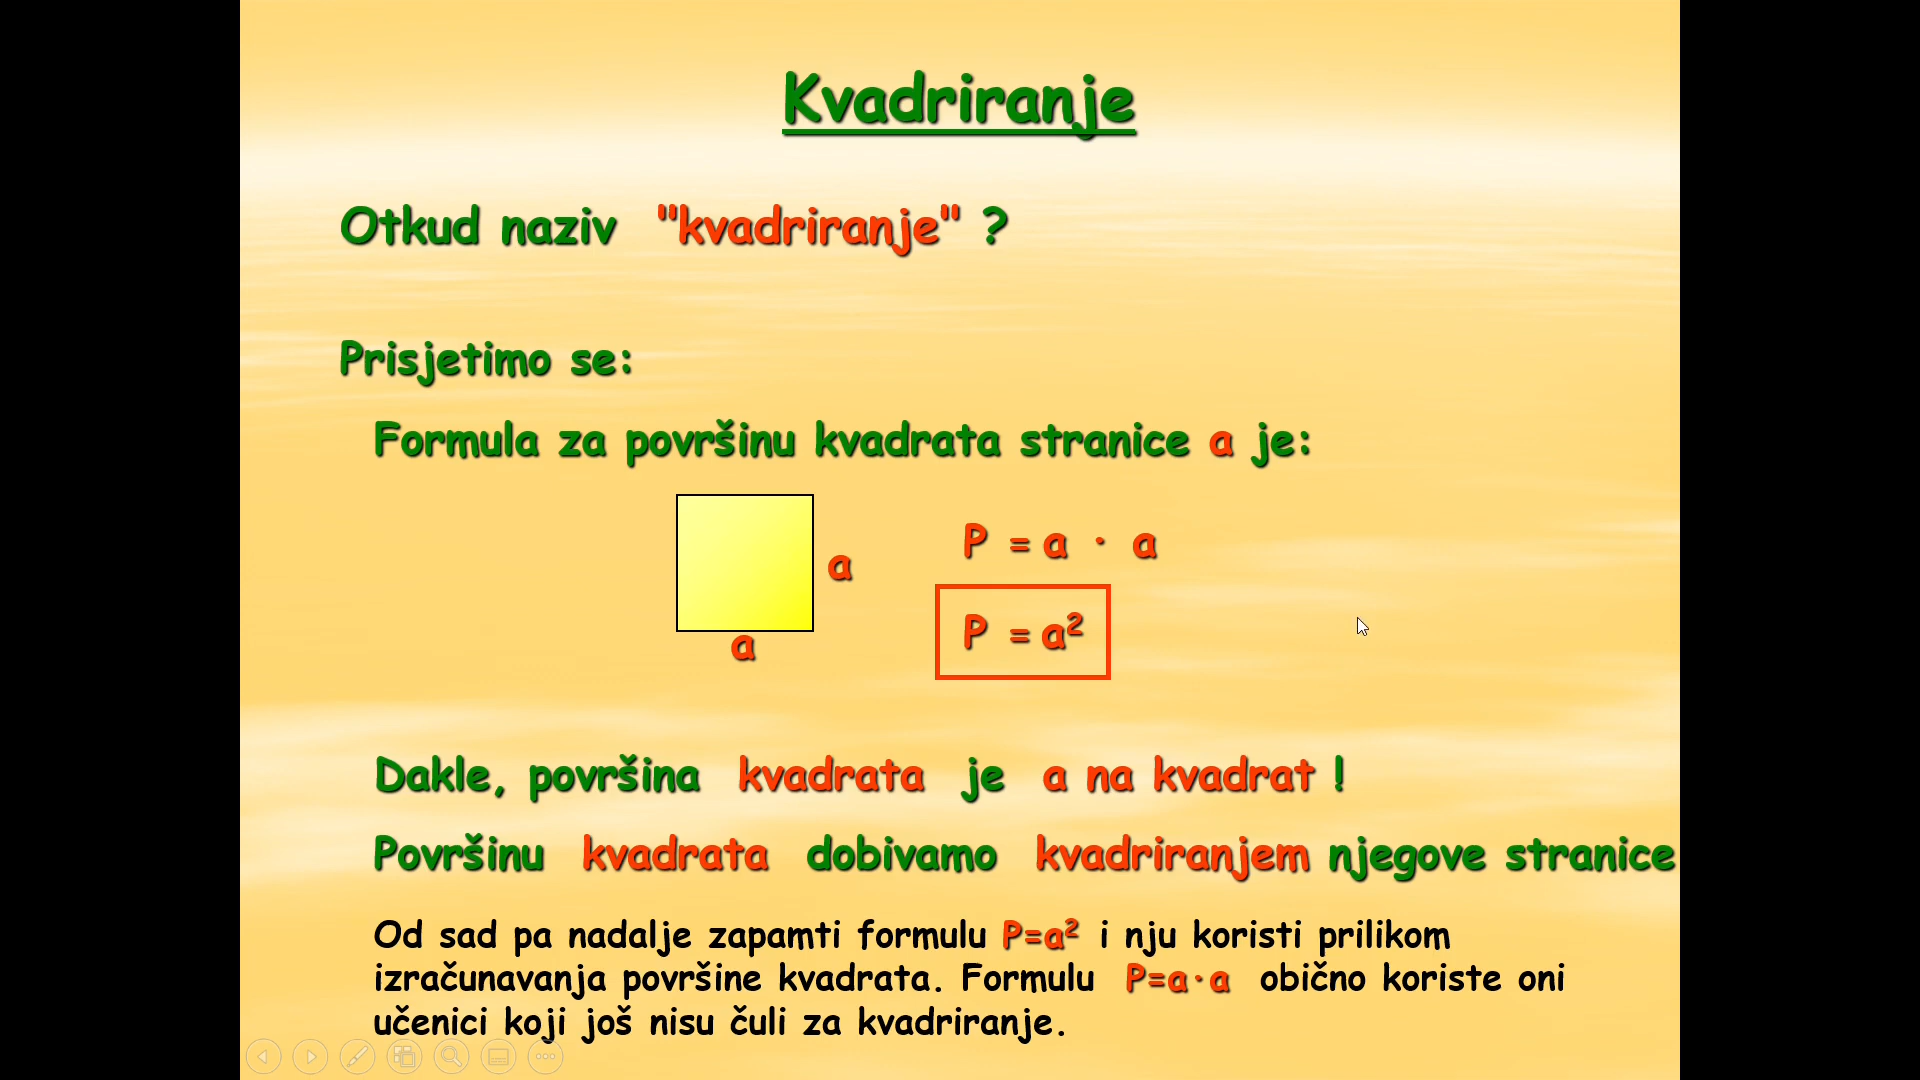 Kvadriranje
Otkud naziv "kvadriranje" ?
Prisjetimo se:
Formula za površinu kvadrata stranice a je:
P = a · a
a
P = a²
a
Dakle, površina kvadrata je a na kvadrat !
Površinu kvadrata dobivamo kvadriranjem njegove stranice
Od sad pa nadalje zapamti formulu P=a² i nju koristi prilikom
izračunavanja površine kvadrata. Formulu P=a·a obično koriste oni
učenici koji još nisu čuli za kvadriranje.